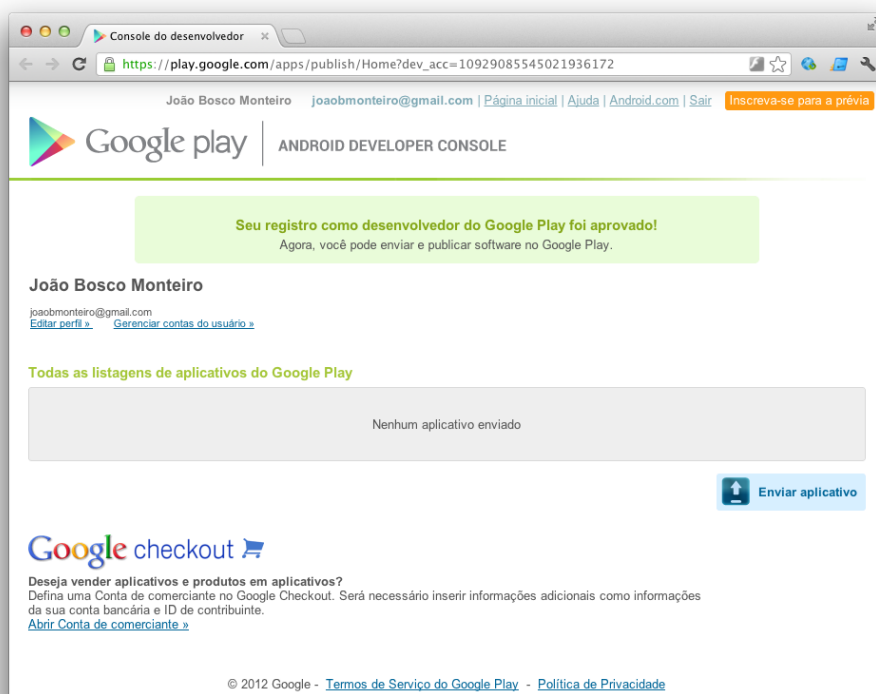 Console do desenvolvedor
https://play.google.com/apps/publish/Home?dev_acc=10929085545021936172
João Bosco Monteiro joaobmonteiro@gmail.com | Página inicial | Ajuda | Android.com | Sair Inscreva-se para a prévia
Google play ANDROID DEVELOPER CONSOLE
Seu registro como desenvolvedor do Google Play foi aprovado!
Agora, você pode enviar e publicar software no Google Play.
João Bosco Monteiro
joaobmonteiro@gmail.com
Editar perfil » Gerenciar contas do usuário »
Todas as listagens de aplicativos do Google Play
Nenhum aplicativo enviado
Enviar aplicativo
Google checkout
Deseja vender aplicativos e produtos em aplicativos?
Defina uma Conta de comerciante no Google Checkout. Será necessário inserir informações adicionais como informações
da sua conta bancária e ID de contribuinte.
Abrir Conta de comerciante »
© 2012 Google - Termos de Serviço do Google Play - Política de Privacidade